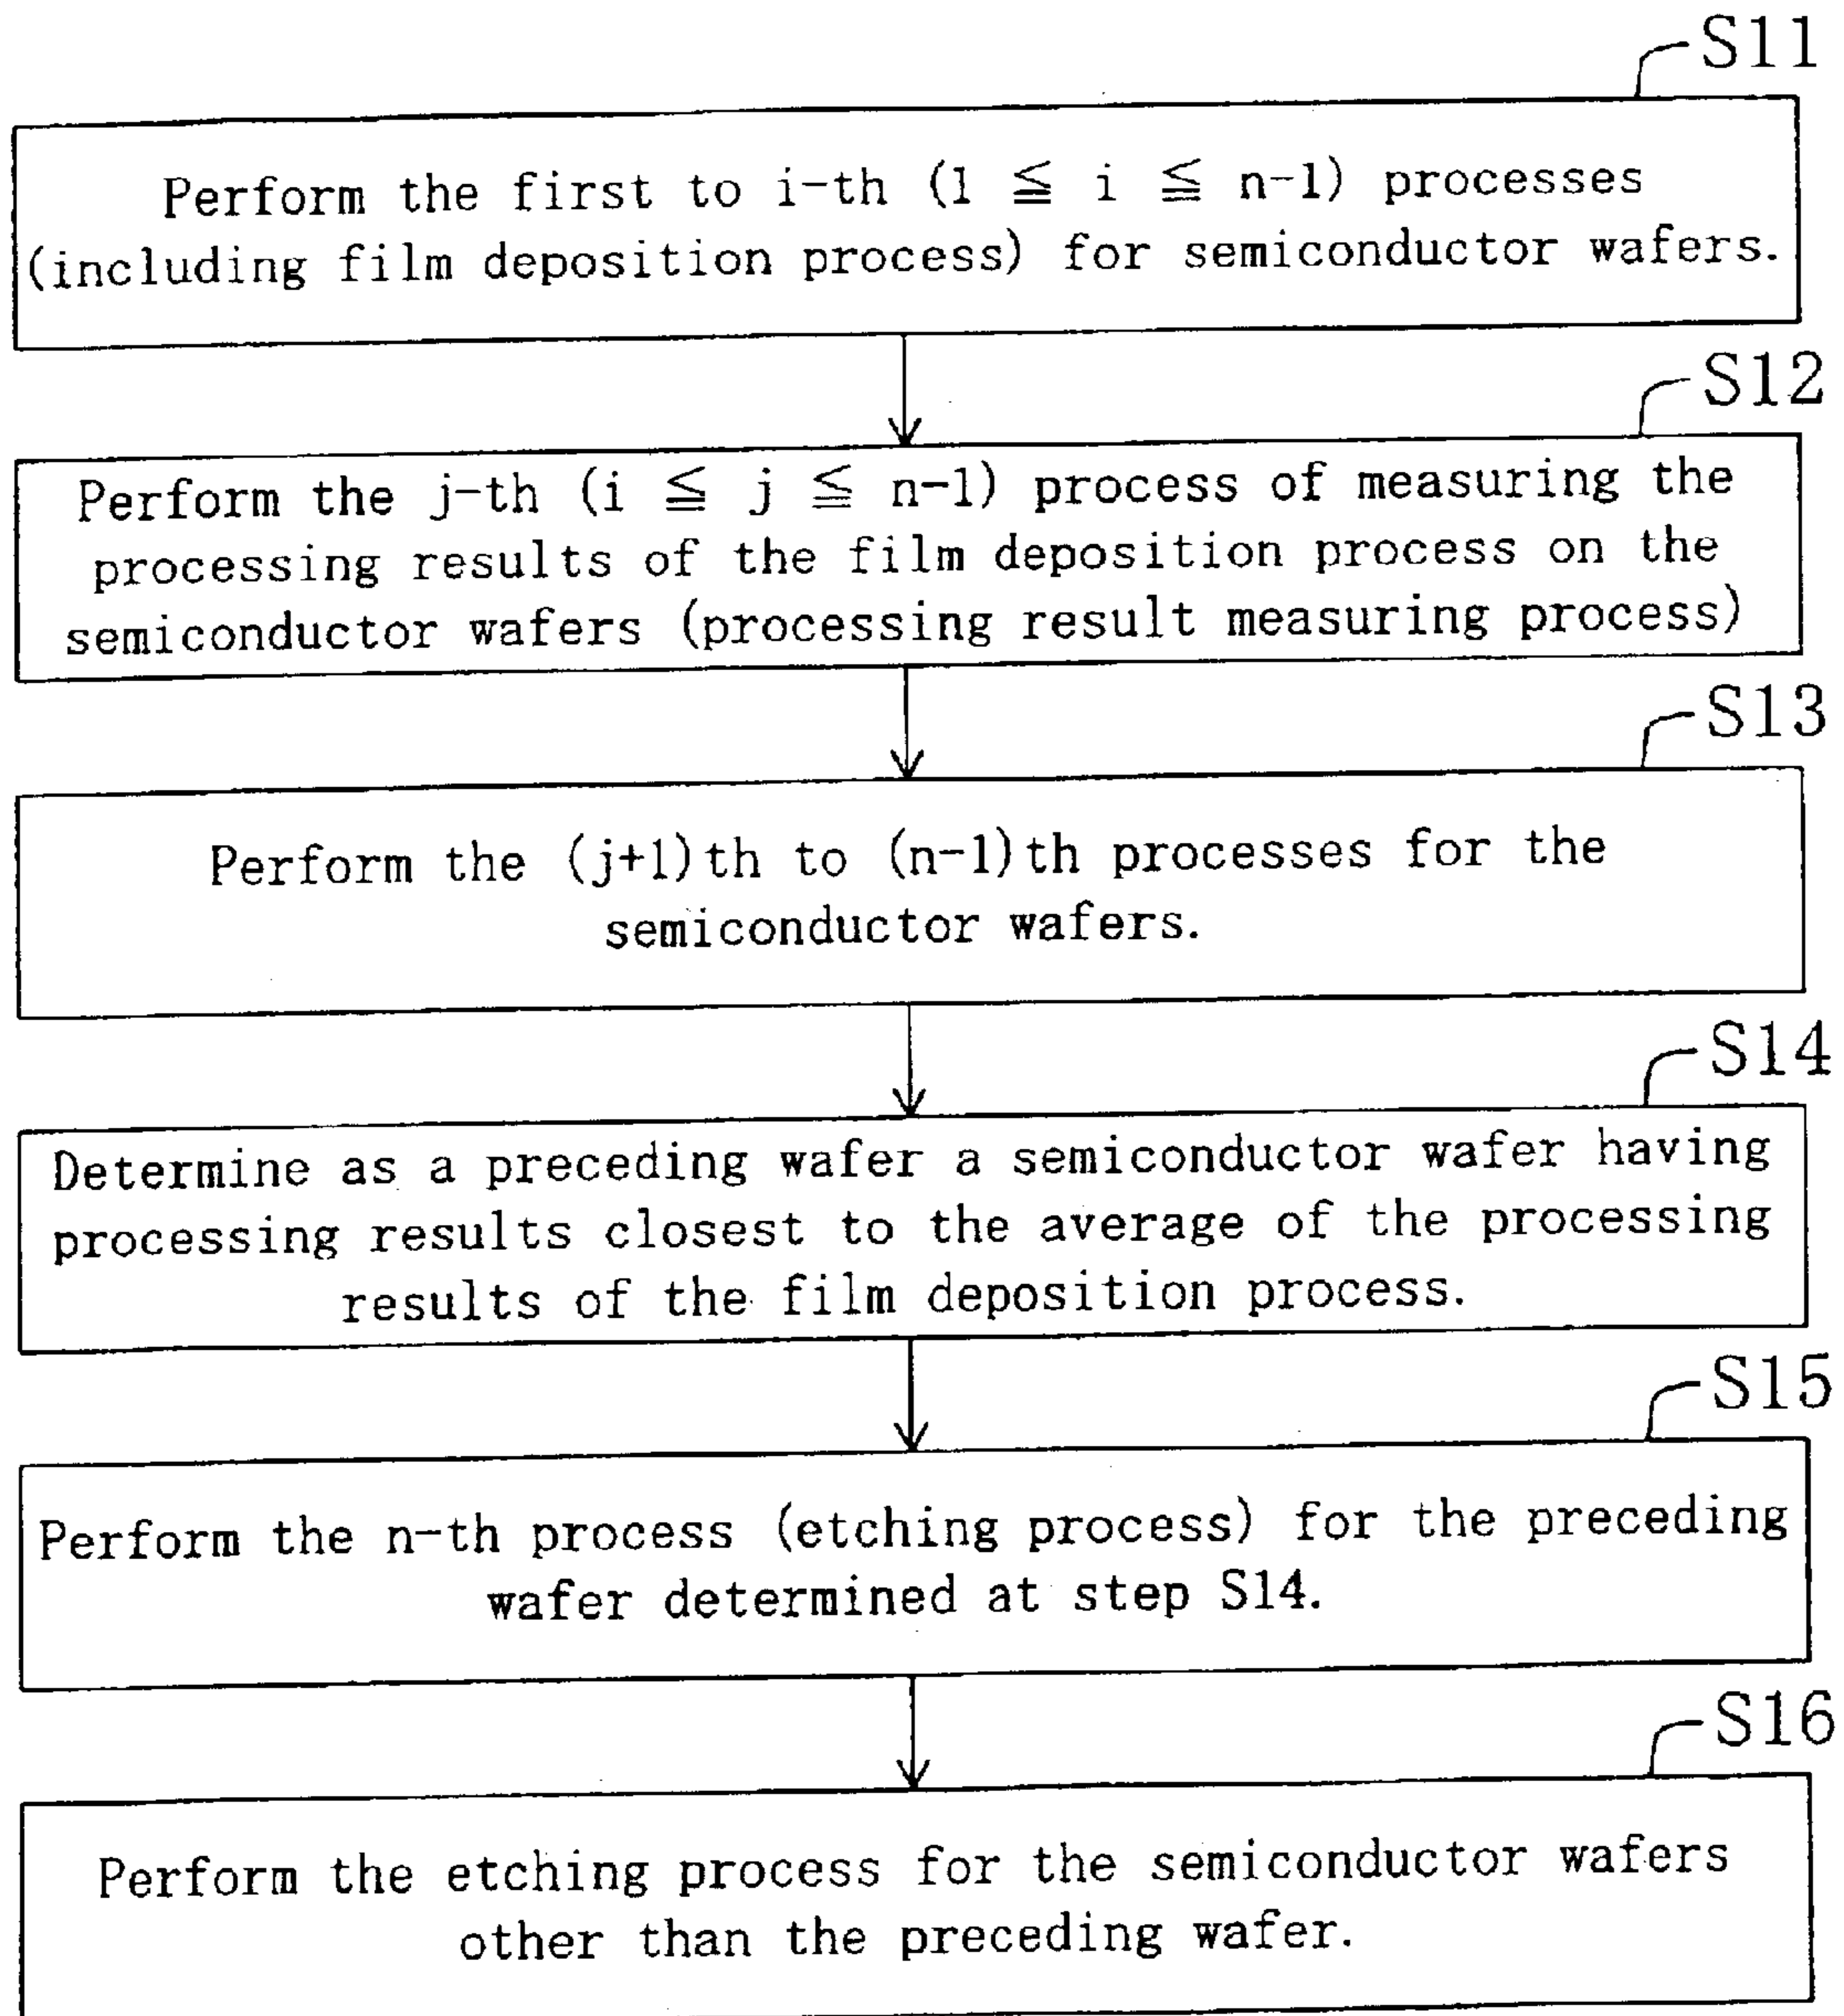 S11
Perform the first to i-th (1 ≦ i ≦ n-1) processes
(including film deposition process) for semiconductor wafers.
S12
Perform the j-th (i ≦ j ≦ n-1) process of measuring the
processing results of the film deposition process on the
semiconductor wafers (processing result measuring process)
S13
Perform the (j+1)th to (n-1)th processes for the
semiconductor wafers.
S14
Determine as a preceding wafer a semiconductor wafer having
processing results closest to the average of the processing
results of the film deposition process.
S15
Perform the n-th process (etching process) for the preceding
wafer determined at step S14.
S16
Perform the etching process for the semiconductor wafers
other than the preceding wafer.